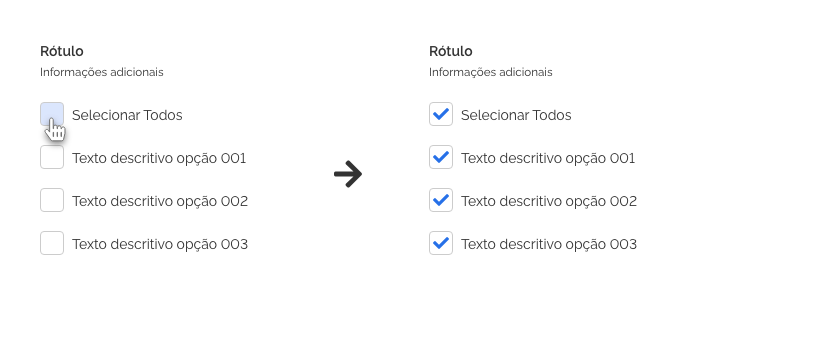 Rótulo
Informações adicionais
Selecionar Todos
Texto descritivo opção 001
Texto descritivo opção 002
Texto descritivo opção 003
Rótulo
Informações adicionais
Selecionar Todos
Texto descritivo opção 001
Texto descritivo opção 002
Texto descritivo opção 003